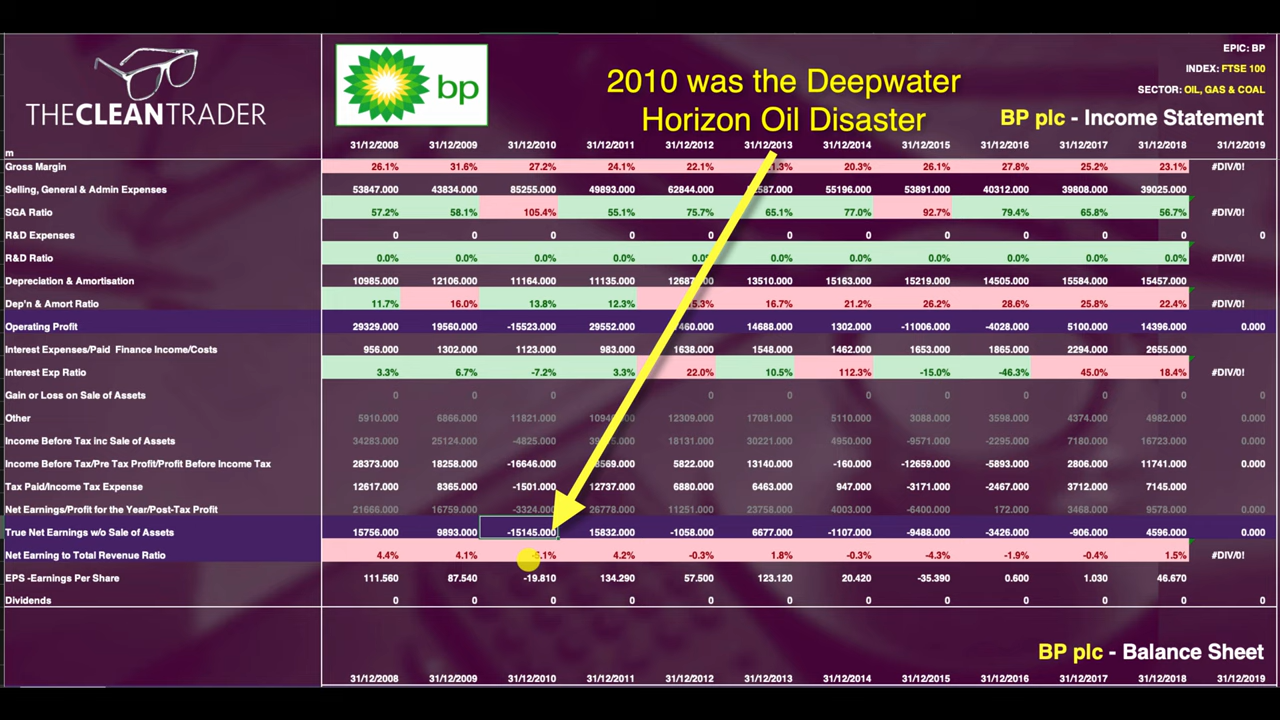 THECLEANTRADER
bp
2010 was the Deepwater
Horizon Oil Disaster
EPIC: BP
INDEX: FTSE 100
SECTOR: OIL, GAS & COAL
BP plc - Income Statement
m 31/12/2008 31/12/2009 31/12/2010 31/12/2011 31/12/2012 31/12/2013 31/12/2014 31/12/2015 31/12/2016 31/12/2017 31/12/2018 31/12/2019
Gross Margin 26.1% 31.6% 27.2% 24.1% 22.1% 20.3% 26.1% 27.8% 25.2% 23.1% #DIV/0!
Selling, General & Admin Expenses 53847.000 43834.000 85255.000 49893.000 62844.000 55196.000 53891.000 40312.000 39808.000 39025.000
SGA Ratio 57.2% 58.1% 105.4% 55.1% 75.7% 65.1% 77.0% 92.7% 79.4% 65.8% 56.7% #DIV/0!
R&D Expenses 0 0 0 0 0 0 0 0 0 0 0 0
R&D Ratio 0.0% 0.0% 0.0% 0.0% 0.0% 0.0% 0.0% 0.0% 0.0% 0.0% #DIV/0!
Depreciation & Amortisation 10985.000 12106.000 11164.000 11135.000 13510.000 15163.000 15219.000 14505.000 15584.000 15457.000
Dep'n & Amort Ratio 11.7% 16.0% 13.8% 12.3% 16.7% 21.2% 26.2% 28.6% 25.8% 22.4% #DIV/0!
Operating Profit 29329.000 19560.000 -15523.000 29552.000 14688.000 1302.000 -11006.000 -4028.000 5100.000 14396.000 0.000
Interest Expenses/Paid Finance Income/Costs 956.000 1302.000 1123.000 983.000 1638.000 1548.000 1462.000 1653.000 1865.000 2294.000 2655.000
Interest Exp Ratio 3.3% 6.7% -7.2% 3.3% 22.0% 10.5% 112.3% -15.0% -46.3% 45.0% 18.4% #DIV/0!
Gain or Loss on Sale of Assets 0 0 0 0 0 0 0 0 0 0 0
Other 5910.000 6866.000 11821.000 12309.000 17081.000 5110.000 3088.000 3598.000 4374.000 4982.000 0.000
Income Before Tax inc Sale of Assets 34283.000 25124.000 -4825.000 18131.000 30221.000 4950.000 -9571.000 -2295.000 7180.000 16723.000 0.000
Income Before Tax/Pre Tax Profit/Profit Before Income Tax 28373.000 18258.000 -16646.000 5822.000 13140.000 -160.000 -12659.000 -5893.000 2806.000 11741.000 0.000
Tax Paid/Income Tax Expense 12617.000 8365.000 -1501.000 12737.000 6880.000 6463.000 947.000 -3171.000 -2467.000 3712.000 7145.000
Net Earnings/Profit for the Year/Post-Tax Profit 21666.000 16759.000 -3324.000 26778.000 11251.000 23758.000 4003.000 -6400.000 172.000 3468.000 9578.000 0.000
True Net Earnings w/o Sale of Assets 15756.000 9893.000 -15145.000 15832.000 -1058.000 6677.000 -1107.000 -9488.000 -3426.000 -906.000 4596.000 0.000
Net Earning to Total Revenue Ratio 4.4% 4.1% 4.2% -0.3% 1.8% -0.3% -4.3% -1.9% -0.4% 1.5% #DIV/0!
EPS -Earnings Per Share 111.560 87.540 -19.810 134.290 57.500 123.120 20.420 -35.390 0.600 1.030 46.670
Dividends 0 0 0 0 0 0 0 0 0 0 0 0
BP plc - Balance Sheet
31/12/2008 31/12/2009 31/12/2010 31/12/2011 31/12/2012 31/12/2013 31/12/2014 31/12/2015 31/12/2016 31/12/2017 31/12/2018 31/12/2019